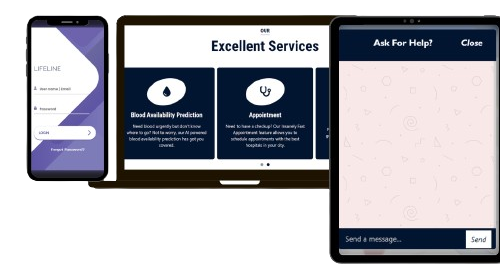 LIFELINE
User name / Email
Password
LOGIN
Forgot Password?
OUR
Excellent Services
Blood Availability Prediction
Need blood urgently but don't know
where to go? Not to worry, our AI powered
blood availability prediction has got you
covered.
Appointment
Need to have a checkup? Our insanely Fast
Appointment feature allows you to
schedule appointments with the best
hospitals in your city.
Ask For Help?
Close
Send a message...
Send